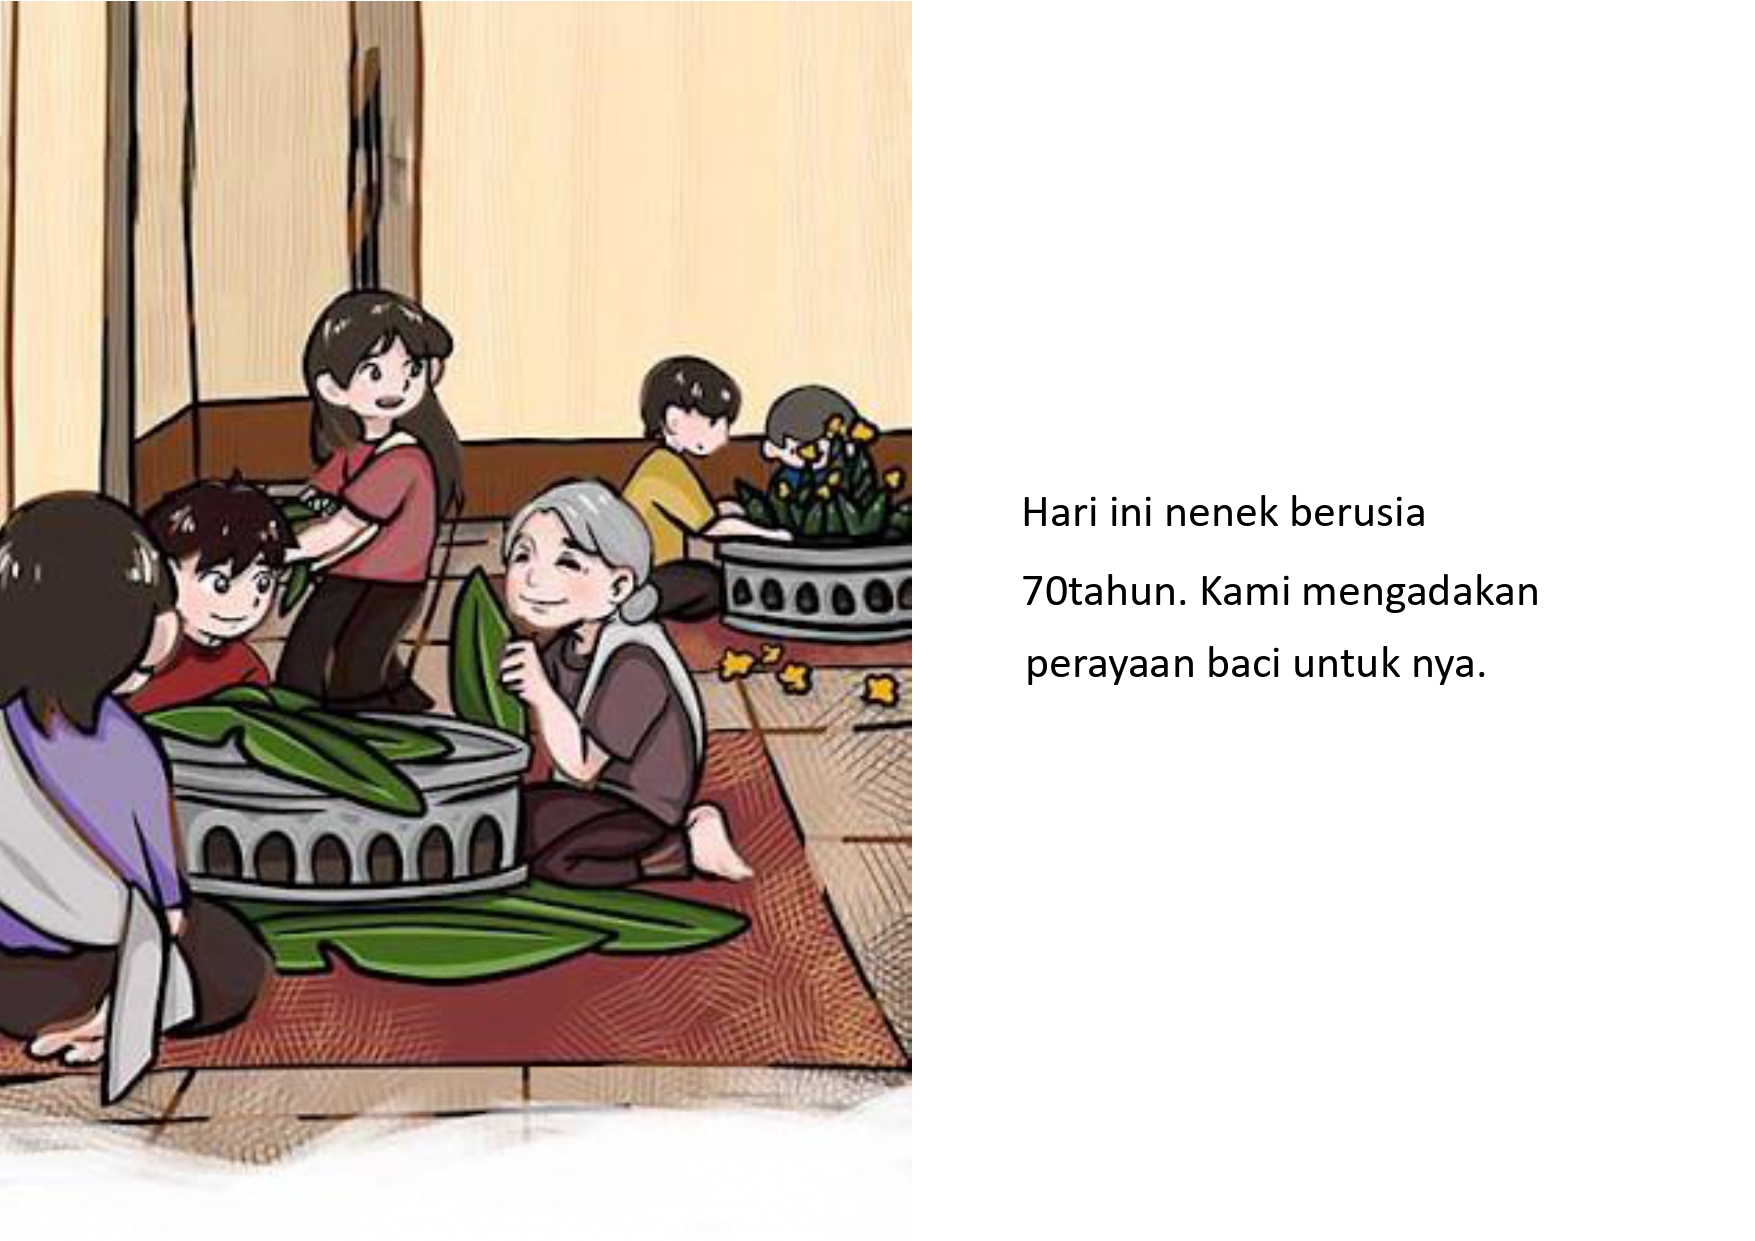 Hari ini nenek berusia
70tahun. Kami mengadakan
perayaan baci untuk nya.